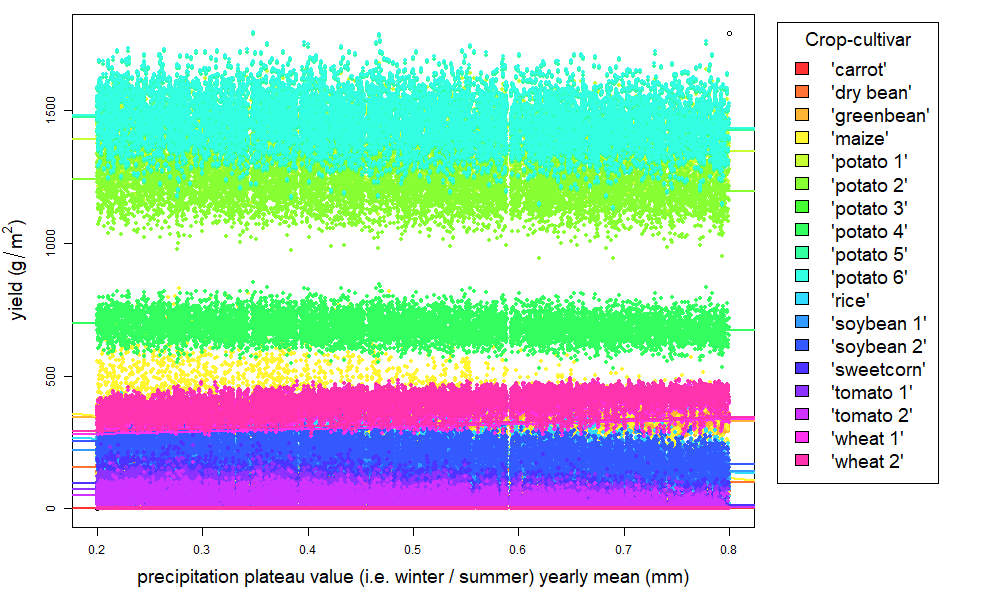 Crop-cultivar
'carrot'
'dry bean'
'greenbean'
'maize'
'potato 1'
'potato 2'
'potato 3'
'potato 4'
'potato 5'
'potato 6'
'rice'
'soybean 1'
'soybean 2'
'sweetcorn'
'tomato 1'
'tomato 2'
'wheat 1'
'wheat 2'
yield (g/m²)
1500
1000
500
0
0.2 0.3 0.4 0.5 0.6 0.7 0.8
precipitation plateau value (i.e. winter / summer) yearly mean (mm)